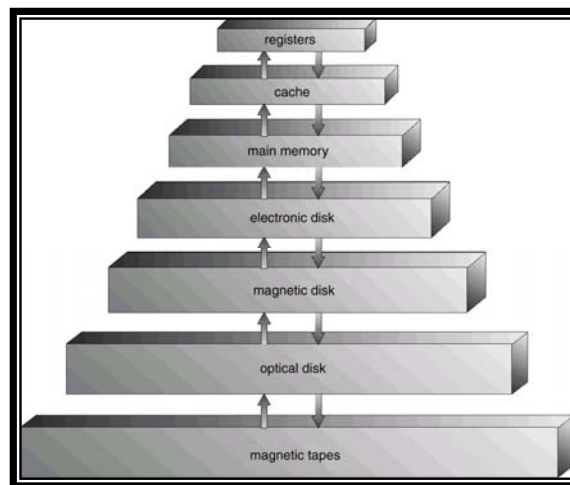 registers
cache
main memory
electronic disk
magnetic disk
optical disk
magnetic tapes